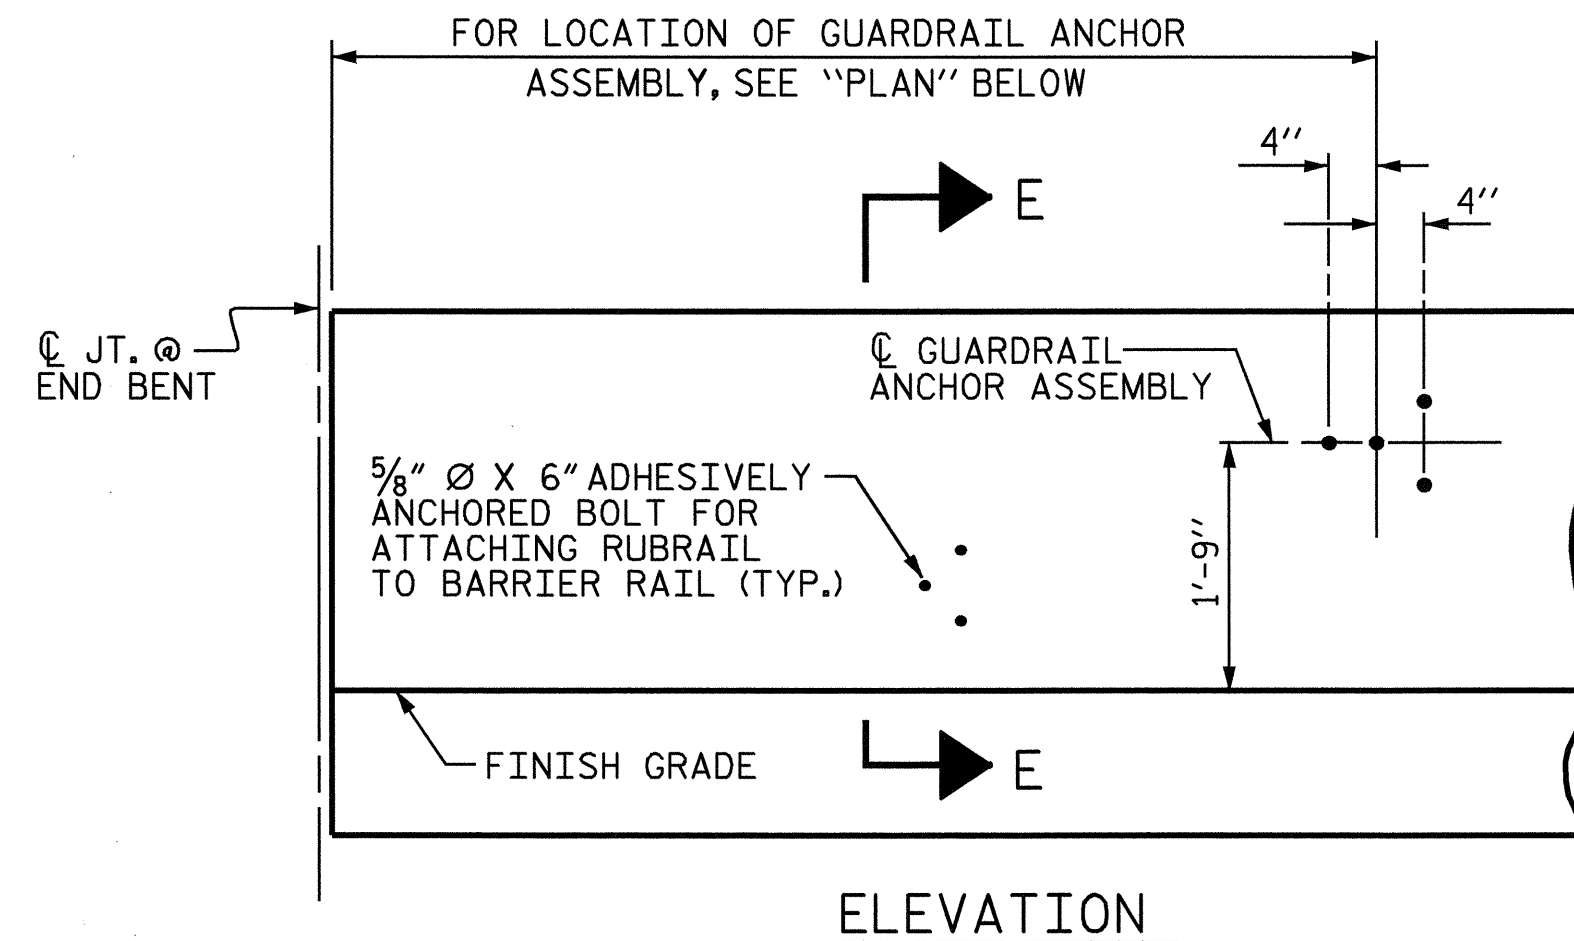 FOR LOCATION OF GUARDRAIL ANCHOR
ASSEMBLY, SEE "PLAN" BELOW
4"
4"
E
℄ JT. @
END BENT
℄ GUARDRAIL
ANCHOR ASSEMBLY
5/8" Ø X 6" ADHESIVELY
ANCHORED BOLT FOR
ATTACHING RUBRAIL
TO BARRIER RAIL (TYP.)
1'-9"
FINISH GRADE
E
ELEVATION